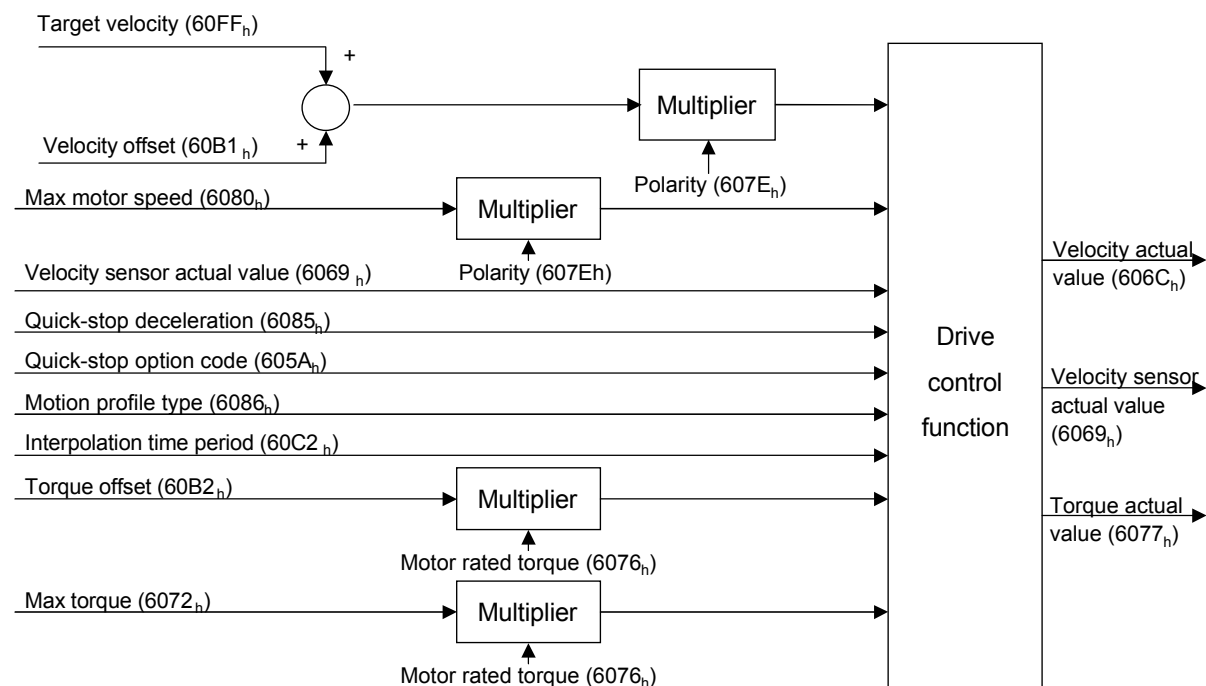 Target velocity (60FFh)
+
Multiplier
Velocity offset (60B1 h)
+
Polarity (607Eh)
Max motor speed (6080h)
Multiplier
Polarity (607Eh)
Velocity sensor actual value (6069 h)
Quick-stop deceleration (6085h)
Quick-stop option code (605Ah)
Motion profile type (6086h)
Interpolation time period (60C2 h)
Torque offset (60B2h)
Multiplier
Motor rated torque (6076h)
Max torque (6072h)
Multiplier
Motor rated torque (6076h)
Drive
control
function
Velocity actual
value (606Ch)
Velocity sensor
actual value
(6069h)
Torque actual
value (6077h)